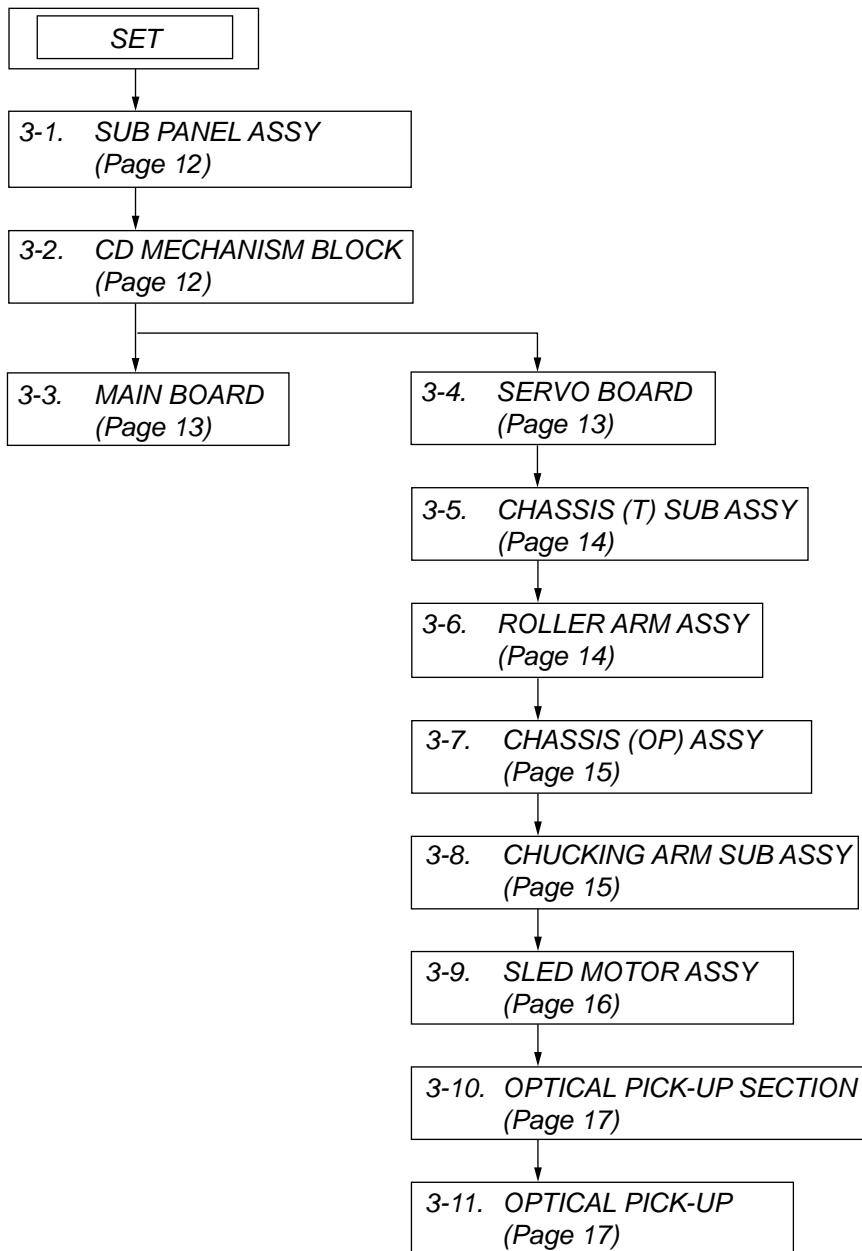 SET
3-1. SUB PANEL ASSY
(Page 12)
3-2. CD MECHANISM BLOCK
(Page 12)
3-3. MAIN BOARD
(Page 13)
3-4. SERVO BOARD
(Page 13)
3-5. CHASSIS (T) SUB ASSY
(Page 14)
3-6. ROLLER ARM ASSY
(Page 14)
3-7. CHASSIS (OP) ASSY
(Page 15)
3-8. CHUCKING ARM SUB ASSY
(Page 15)
3-9. SLED MOTOR ASSY
(Page 16)
3-10. OPTICAL PICK-UP SECTION
(Page 17)
3-11. OPTICAL PICK-UP
(Page 17)